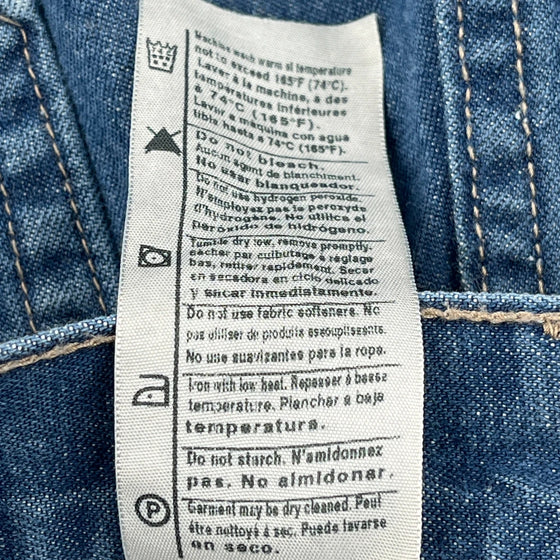 Machine wash warm at temperature
not to exceed 165°F (74°C).
Laver à la machine, a des
températures inférieures
à 74°C (165°F).
Lavar a maquina con agua
tibia hasta a 74°C (165°F).
Do not bleach.
Aucun agent de blanchiment.
No usar blanqueador.
Do not use hydrogen peroxide.
N'employez pas le peroxyde
d'hydrogène. No utilice el
peróxido de hidrógeno.
Tumble dry low, remove promptly.
Sécher par culbutage à réglage
bas, retirer rapidement. Secar
en secadora en ciclo delicado
y sacar inmediatamente.
Do not use fabric softeners. Ne
pas utiliser de produits assouplissants.
No use suavizantes para la ropa.
Iron with low heat. Repasser à basse
température. Planchar a baja
temperatura.
Do not starch. N'amidonnez
pas. No almidonar.
P
Garment may be dry cleaned. Peut
être nettoyé à sec. Puede lavarse
en seco.